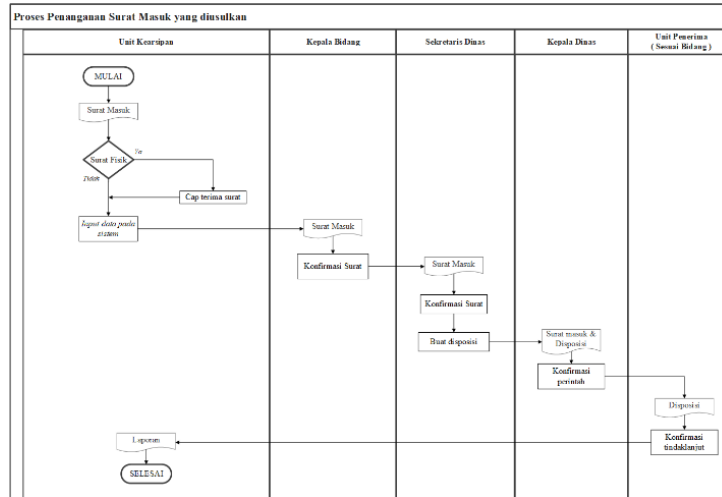 Proses Penanganan Surat Masuk yang diusulkan
Unit Kearsipan
Kepala Bidang
Sekretaris Dinas
Kepala Dinas
Unit Penerima
( Sesuai Bidang )
MULAI
Surat Masuk
Surat Fisik
Ya
Tidak
Cap terima surat
Input data pada
sistem
Surat Masuk
Konfirmasi Surat
Surat Masuk
Konfirmasi Surat
Buat disposisi
Surat masuk &
Disposisi
Konfirmasi
perintah
Disposisi
Konfirmasi
tindaklanjut
Laporan
SELESAI